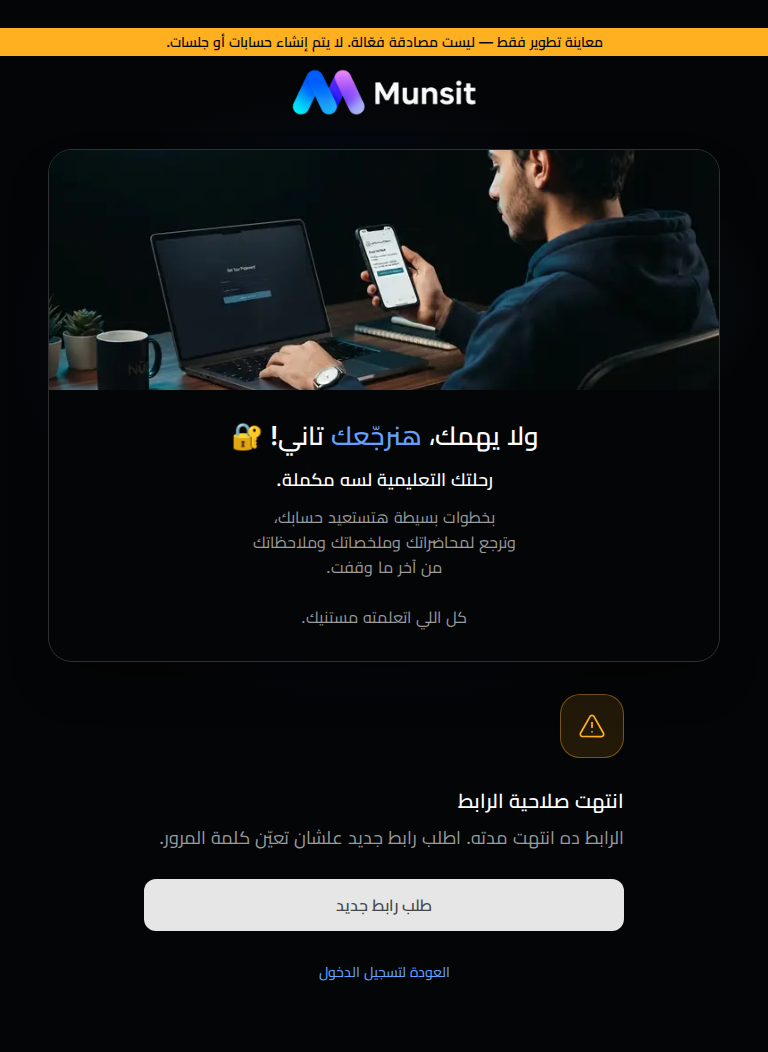 معاينة تطوير فقط — ليست مصادقة فعّالة. لا يتم إنشاء حسابات أو جلسات.
Munsit
Set Your Password
ولا يهمك، هنرجّعك تاني! 🔐
رحلتك التعليمية لسه مكملة.
بخطوات بسيطة هتستعيد حسابك،
وترجع لمحاضراتك وملخصاتك وملاحظاتك
من آخر ما وقفت.
كل اللي اتعلمته مستنيك.
انتهت صلاحية الرابط
الرابط ده انتهت مدته. اطلب رابط جديد علشان تعيّن كلمة المرور.
طلب رابط جديد
العودة لتسجيل الدخول